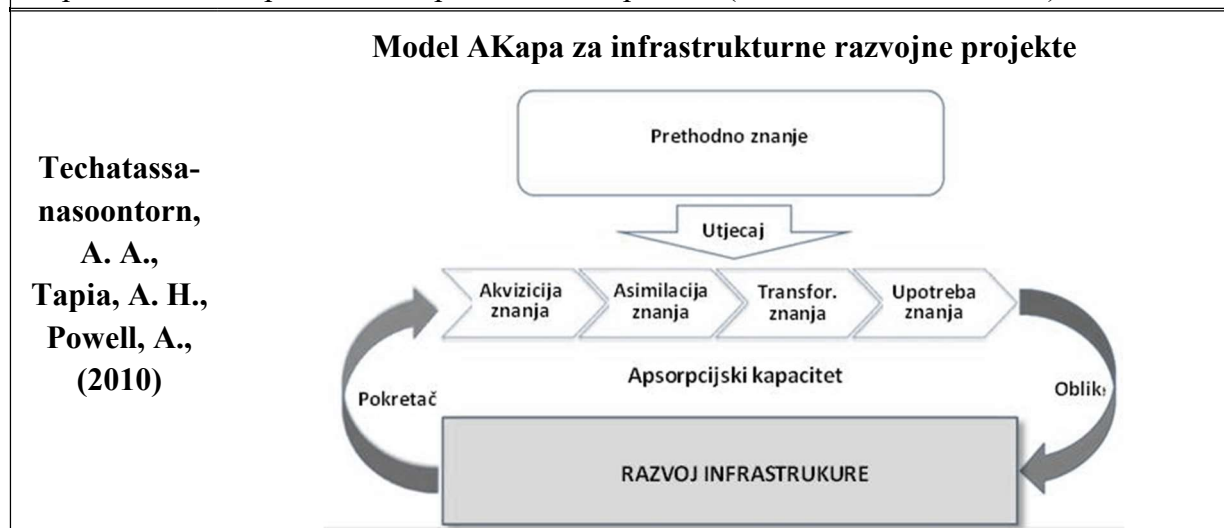 Model AKapa za infrastrukturne razvojne projekte
Techatassa-
nasoontorn,
A. A.,
Tapia, A. H.,
Powell, A.,
(2010)
Prethodno znanje
Utjecaj
Akvizicija
znanja
Asimilacija
znanja
Transfor.
znanja
Upotreba
znanja
Apsorpcijski kapacitet
Pokretač
Oblik
RAZVOJ INFRASTRUKURE